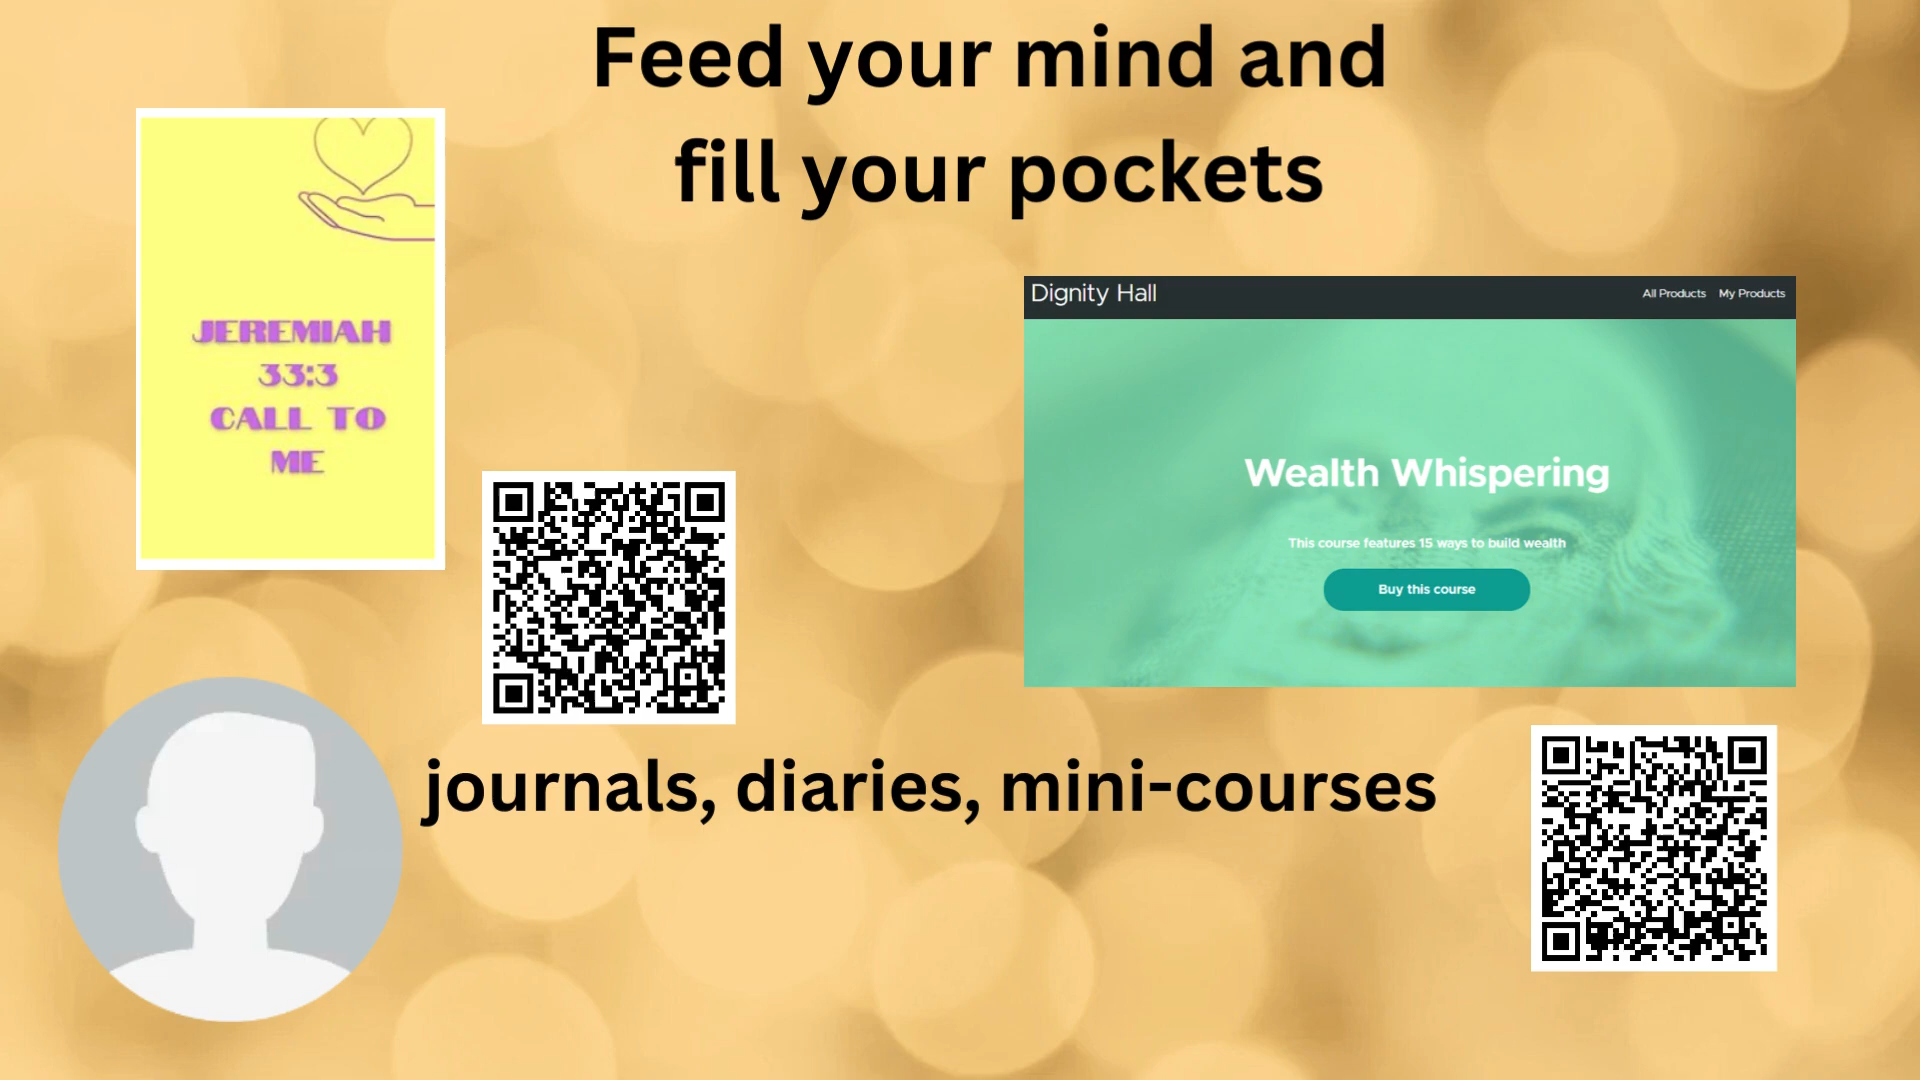 Feed your mind and
fill your pockets
JEREMIAH
33:3
CALL TO
ME
Dignity Hall
All Products My Products
Wealth Whispering
This course features 15 ways to build wealth
Buy this course
journals, diaries, mini-courses